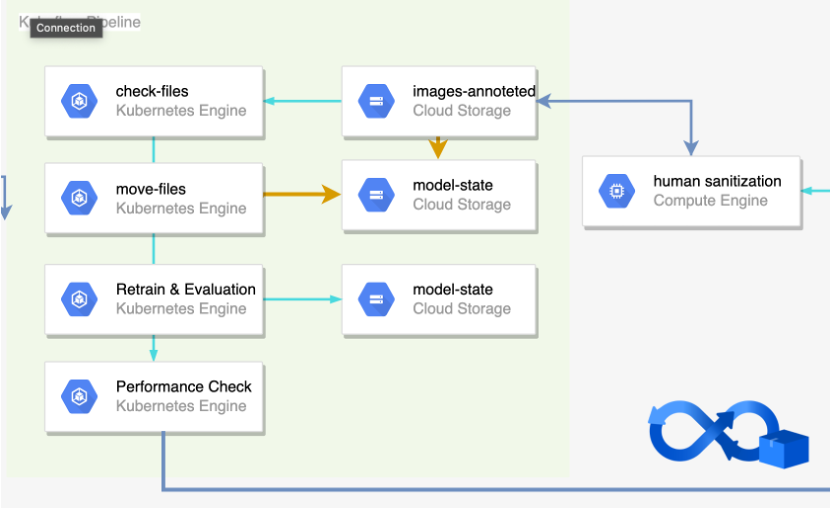 Pipeline
Connection
check-files
Kubernetes Engine
images-annoteted
Cloud Storage
move-files
Kubernetes Engine
model-state
Cloud Storage
human sanitization
Compute Engine
Retrain & Evaluation
Kubernetes Engine
model-state
Cloud Storage
Performance Check
Kubernetes Engine